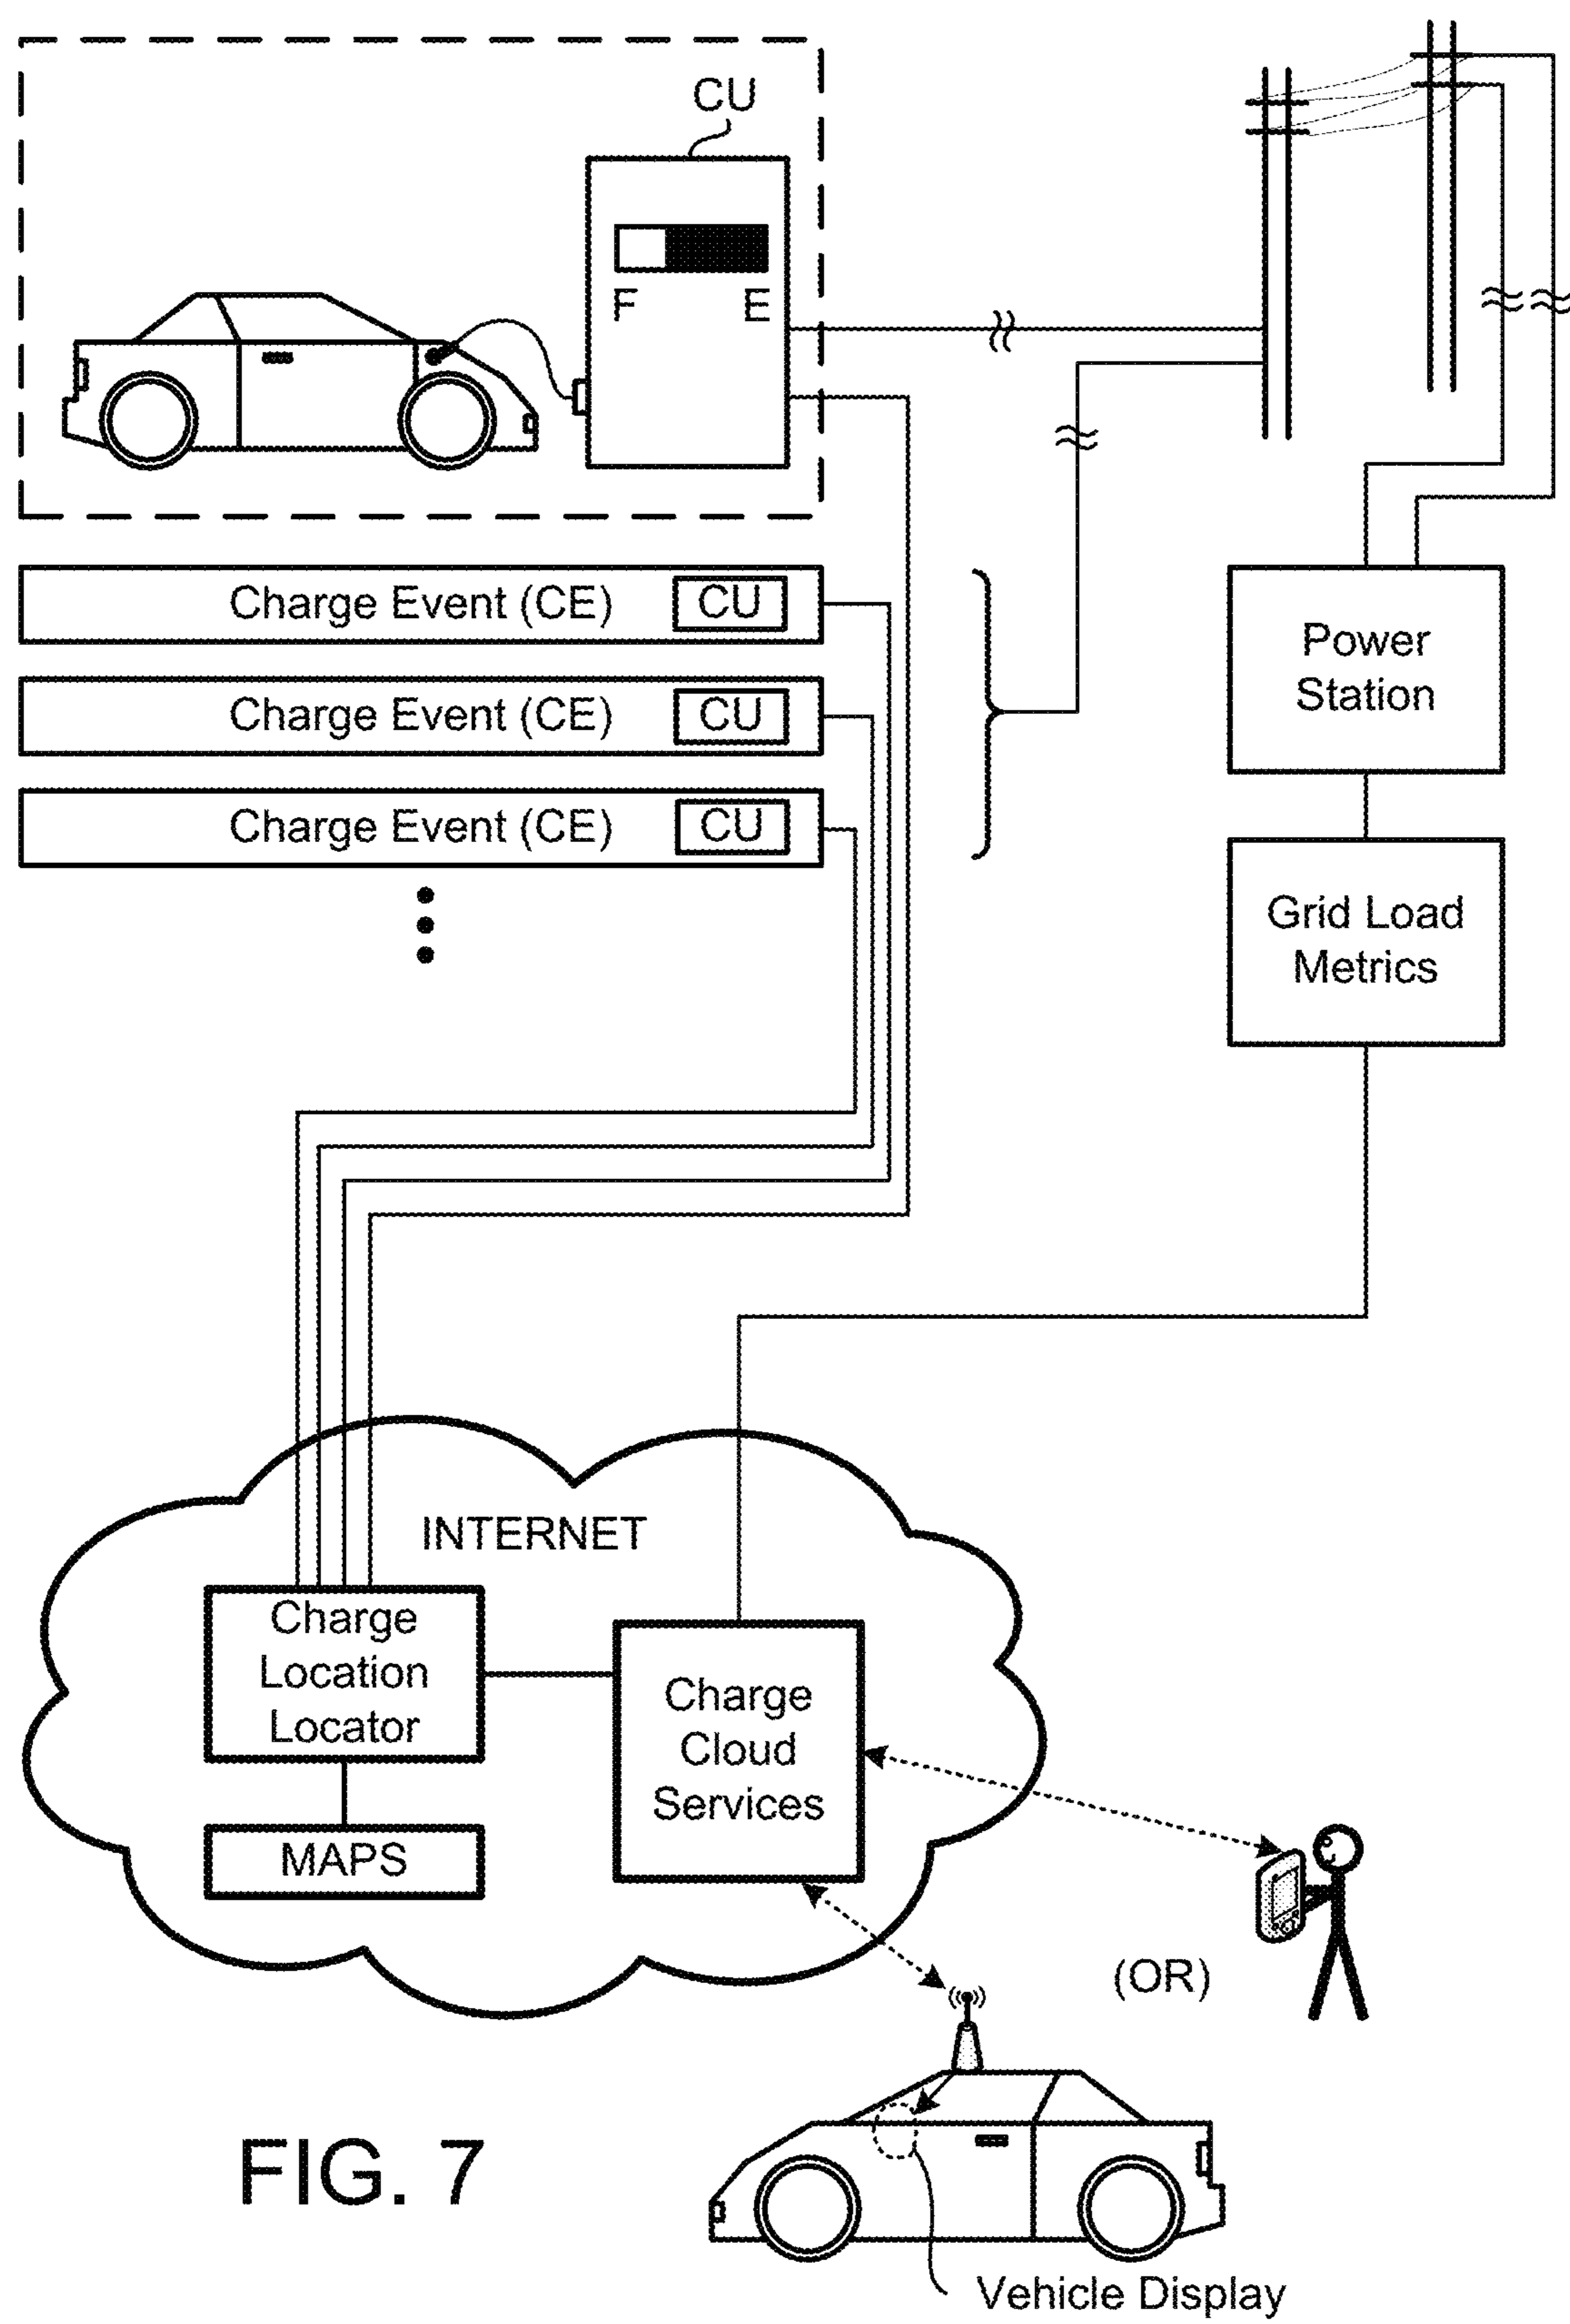 CU
F E
Charge Event (CE) CU
Charge Event (CE) CU
Charge Event (CE) CU
Power
Station
Grid Load
Metrics
INTERNET
Charge
Location
Locator
MAPS
Charge
Cloud
Services
(OR)
FIG. 7
Vehicle Display